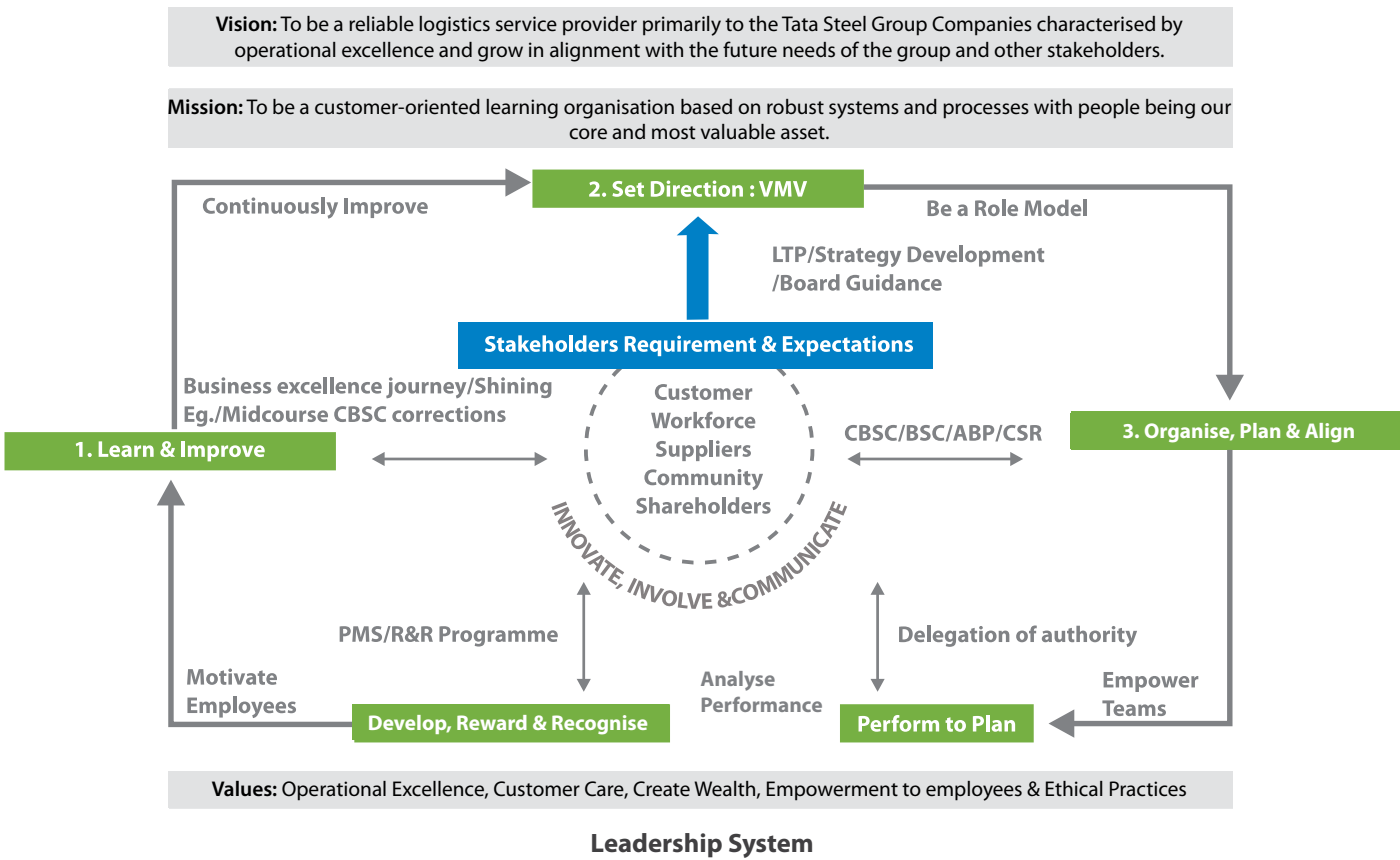 Vision: To be a reliable logistics service provider primarily to the Tata Steel Group Companies characterised by
operational excellence and grow in alignment with the future needs of the group and other stakeholders.
Mission: To be a customer-oriented learning organisation based on robust systems and processes with people being our
core and most valuable asset.
2. Set Direction : VMV
Continuously Improve
Be a Role Model
LTP/Strategy Development
/Board Guidance
Stakeholders Requirement & Expectations
Business excellence journey/Shining
Eg./Midcourse CBSC corrections
Customer
Workforce
Suppliers
Community
Shareholders
CBSC/BSC/ABP/CSR
1. Learn & Improve
3. Organise, Plan & Align
INNOVATE, INVOLVE &COMMUNICATE
PMS/R&R Programme
Delegation of authority
Motivate
Employees
Analyse
Performance
Empower
Teams
Develop, Reward & Recognise
Perform to Plan
Values: Operational Excellence, Customer Care, Create Wealth, Empowerment to employees & Ethical Practices
Leadership System